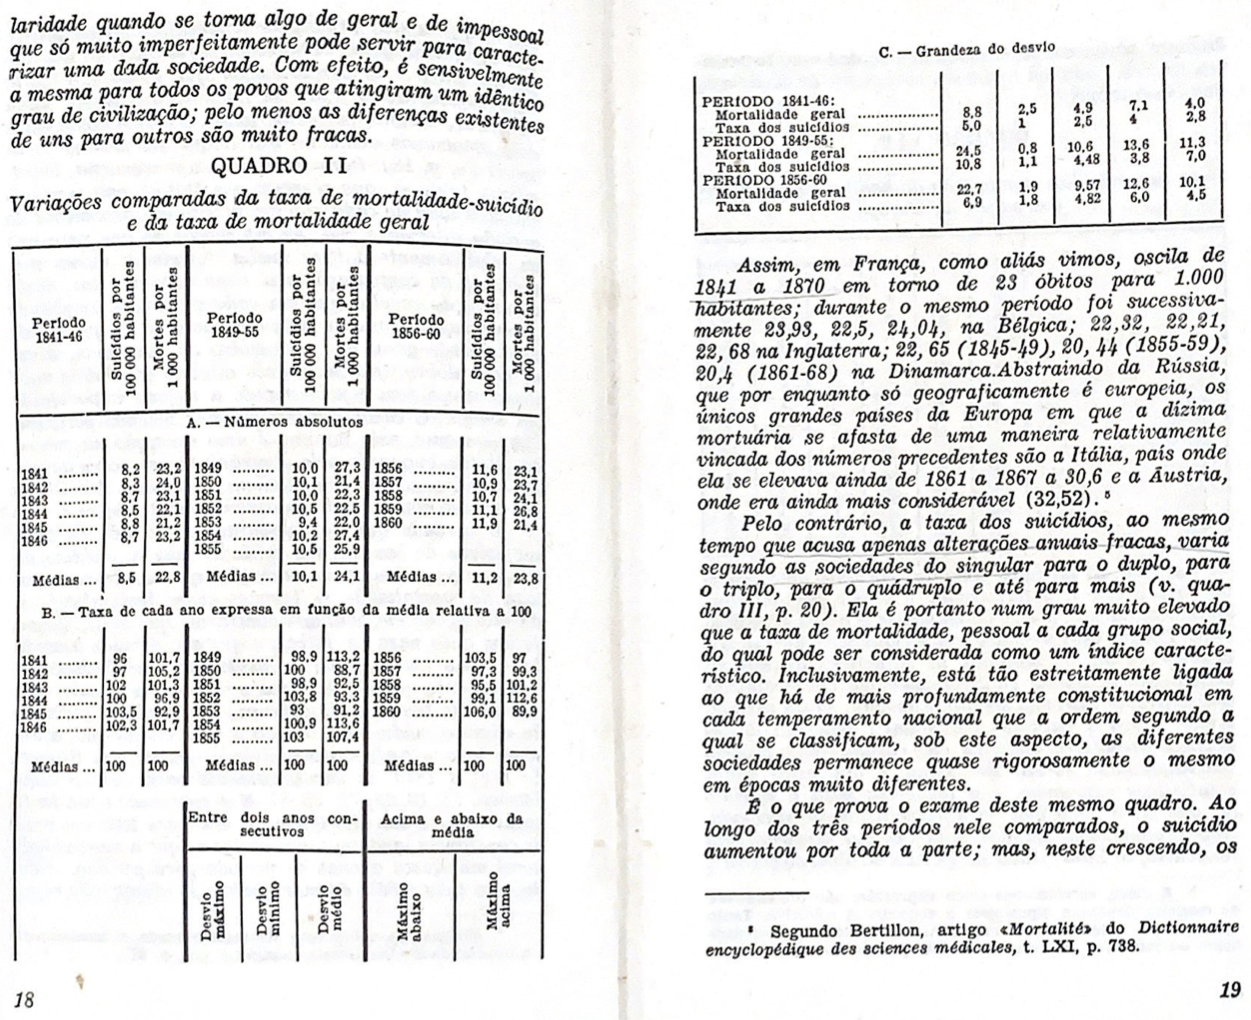 laridade quando se torna algo de geral e de impessoal
que só muito imperfeitamente pode servir para caracte-
rizar uma dada sociedade. Com efeito, é sensivelmente
a mesma para todos os povos que atingiram um idêntico
grau de civilização; pelo menos as diferenças existentes
de uns para outros são muito fracas.
QUADRO II
Variações comparadas da taxa de mortalidade-suicídio
e da taxa de mortalidade geral
Período 1841-46 Suicídios por 100 000 habitantes Mortes por 1 000 habitantes Período 1849-55 Suicídios por 100 000 habitantes Mortes por 1 000 habitantes Período 1856-60 Suicídios por 100 000 habitantes Mortes por 1 000 habitantes
A. — Números absolutos
1841 ......... 8,2 23,2 1849 ......... 10,0 27,3 1856 ......... 11,6 23,1
1842 ......... 8,3 24,0 1850 ......... 10,1 21,4 1857 ......... 10,9 23,7
1843 ......... 8,7 23,1 1851 ......... 10,0 22,3 1858 ......... 10,7 24,1
1844 ......... 8,5 22,1 1852 ......... 10,5 22,5 1859 ......... 11,1 26,8
1845 ......... 8,8 21,2 1853 ......... 9,4 22,0 1860 ......... 11,9 21,4
1846 ......... 8,7 23,2 1854 ......... 10,2 27,4
1855 ......... 10,5 25,9
Médias ... 8,5 22,8 Médias ... 10,1 24,1 Médias ... 11,2 23,8
B. — Taxa de cada ano expressa em função da média relativa a 100
1841 ......... 96 101,7 1849 ......... 98,9 113,2 1856 ......... 103,5 97
1842 ......... 97 105,2 1850 ......... 100 88,7 1857 ......... 97,3 99,3
1843 ......... 102 101,3 1851 ......... 98,9 92,5 1858 ......... 95,5 101,2
1844 ......... 100 96,9 1852 ......... 103,8 93,3 1859 ......... 99,1 112,6
1845 ......... 103,5 92,9 1853 ......... 93 91,2 1860 ......... 106,0 89,9
1846 ......... 102,3 101,7 1854 ......... 100,9 113,6
1855 ......... 103 107,4
Médias ... 100 100 Médias ... 100 100 Médias ... 100 100
Entre dois anos con- Acima e abaixo da
secutivos média
Desvio máximo Desvio mínimo Desvio médio Máximo abaixo Máximo acima
18
C. — Grandeza do desvio
PERIODO 1841-46:
Mortalidade geral ................ 8,8 2,5 4,9 7,1 4,0
Taxa dos suicídios ................ 5,0 1 2,5 4 2,8
PERIODO 1849-55:
Mortalidade geral ................ 24,5 0,8 10,6 13,6 11,3
Taxa dos suicídios ................ 10,8 1,1 4,48 3,8 7,0
PERIODO 1856-60
Mortalidade geral ................ 22,7 1,9 9,57 12,6 10,1
Taxa dos suicídios ................ 6,9 1,8 4,82 6,0 4,5
Assim, em França, como aliás vimos, oscila de
1841 a 1870 em torno de 23 óbitos para 1.000
habitantes; durante o mesmo período foi sucessiva-
mente 23,93, 22,5, 24,04, na Bélgica; 22,32, 22,21,
22, 68 na Inglaterra; 22, 65 (1845-49), 20, 44 (1855-59),
20,4 (1861-68) na Dinamarca.Abstraindo da Rússia,
que por enquanto só geograficamente é europeia, os
únicos grandes países da Europa em que a dízima
mortuária se afasta de uma maneira relativamente
vincada dos números precedentes são a Itália, país onde
ela se elevava ainda de 1861 a 1867 a 30,6 e a Áustria,
onde era ainda mais considerável (32,52). ⁵
Pelo contrário, a taxa dos suicídios, ao mesmo
tempo que acusa apenas alterações anuais fracas, varia
segundo as sociedades do singular para o duplo, para
o triplo, para o quádruplo e até para mais (v. qua-
dro III, p. 20). Ela é portanto num grau muito elevado
que a taxa de mortalidade, pessoal a cada grupo social,
do qual pode ser considerada como um índice caracte-
rístico. Inclusivamente, está tão estreitamente ligada
ao que há de mais profundamente constitucional em
cada temperamento nacional que a ordem segundo a
qual se classificam, sob este aspecto, as diferentes
sociedades permanece quase rigorosamente o mesmo
em épocas muito diferentes.
É o que prova o exame deste mesmo quadro. Ao
longo dos três períodos nele comparados, o suicídio
aumentou por toda a parte; mas, neste crescendo, os
⁵ Segundo Bertillon, artigo «Mortalité» do Dictionnaire
encyclopédique des sciences médicales, t. LXI, p. 738.
19